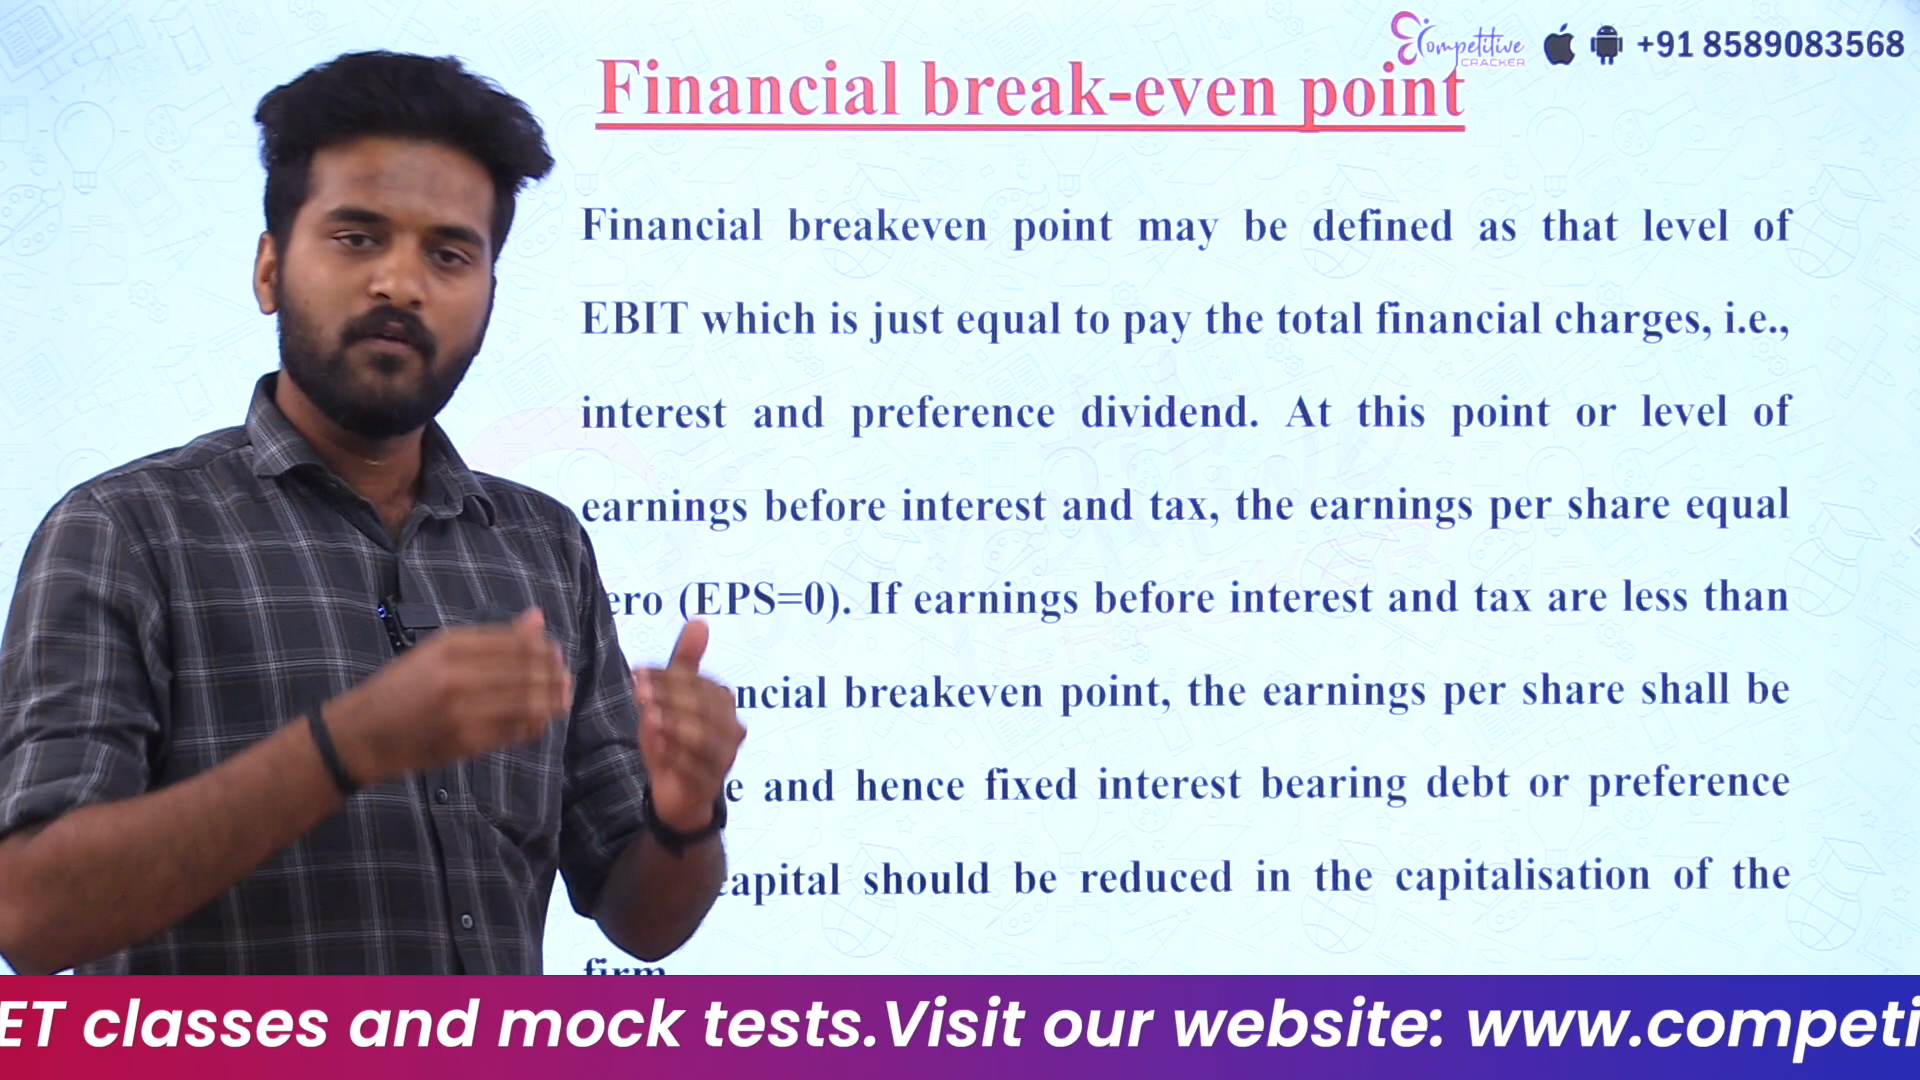 Competitive
CRACKER
+91 8589083568
Financial break-even point
Financial breakeven point may be defined as that level of
EBIT which is just equal to pay the total financial charges, i.e.,
interest and preference dividend. At this point or level of
earnings before interest and tax, the earnings per share equal
ero (EPS=0). If earnings before interest and tax are less than
ncial breakeven point, the earnings per share shall be
e and hence fixed interest bearing debt or preference
capital should be reduced in the capitalisation of the
firm
ET classes and mock tests.Visit our website: www.competi